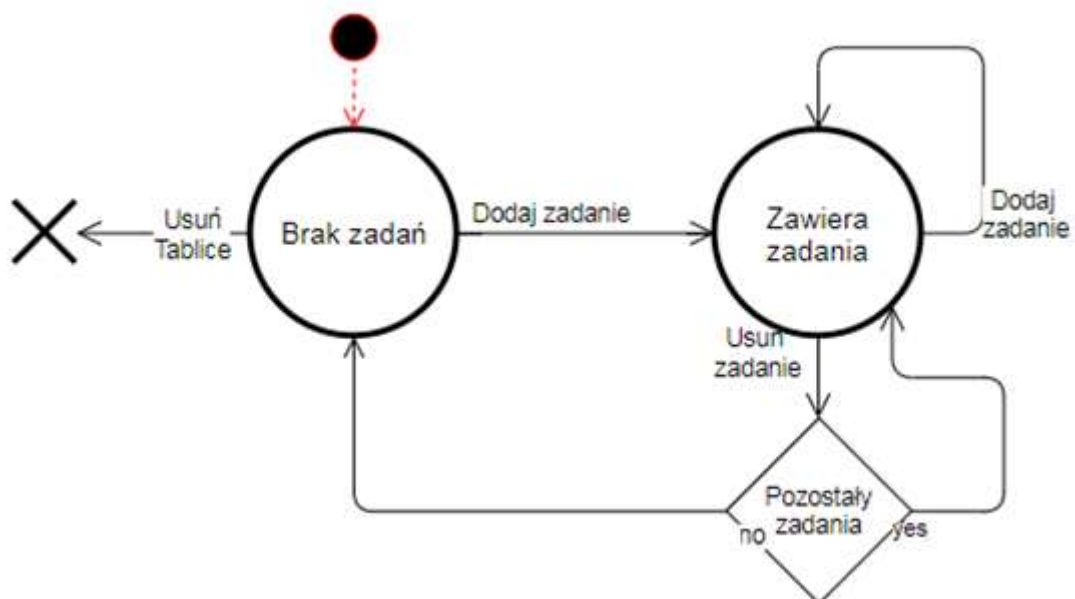 Usuń
Tablice
Brak zadań
Dodaj zadanie
Zawiera
zadania
Dodaj
zadanie
Usuń
zadanie
Pozostały
zadania
no
yes